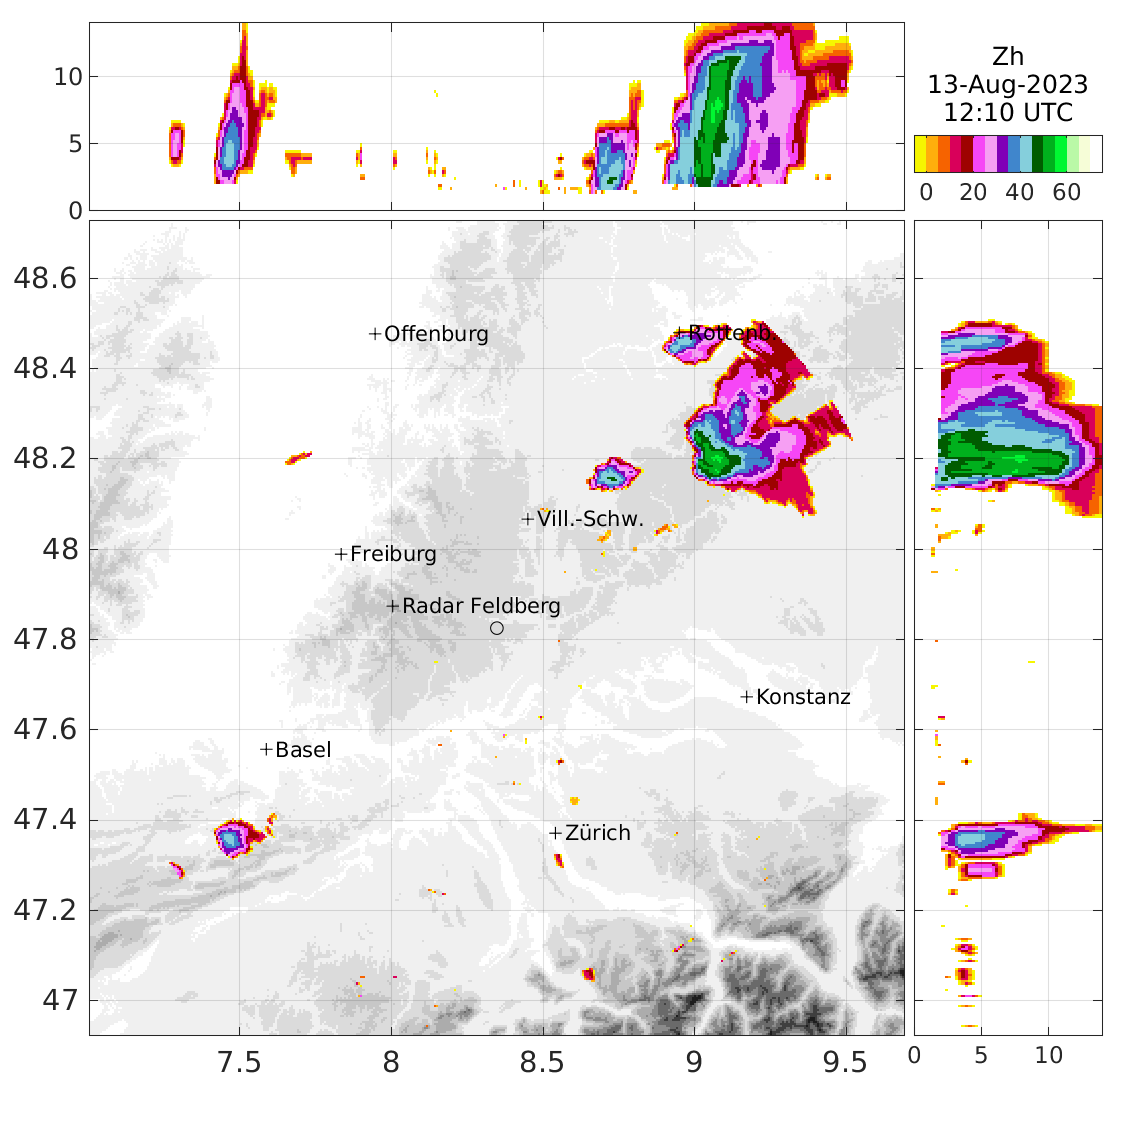 10
5
0
Zh
13-Aug-2023
12:10 UTC
0 20 40 60
48.6
48.4
48.2
48
47.8
47.6
47.4
47.2
47
+Offenburg
+Rottenb.
+Vill.-Schw.
+Freiburg
+Radar Feldberg
+Konstanz
+Basel
+Zürich
7.5 8 8.5 9 9.5
0 5 10